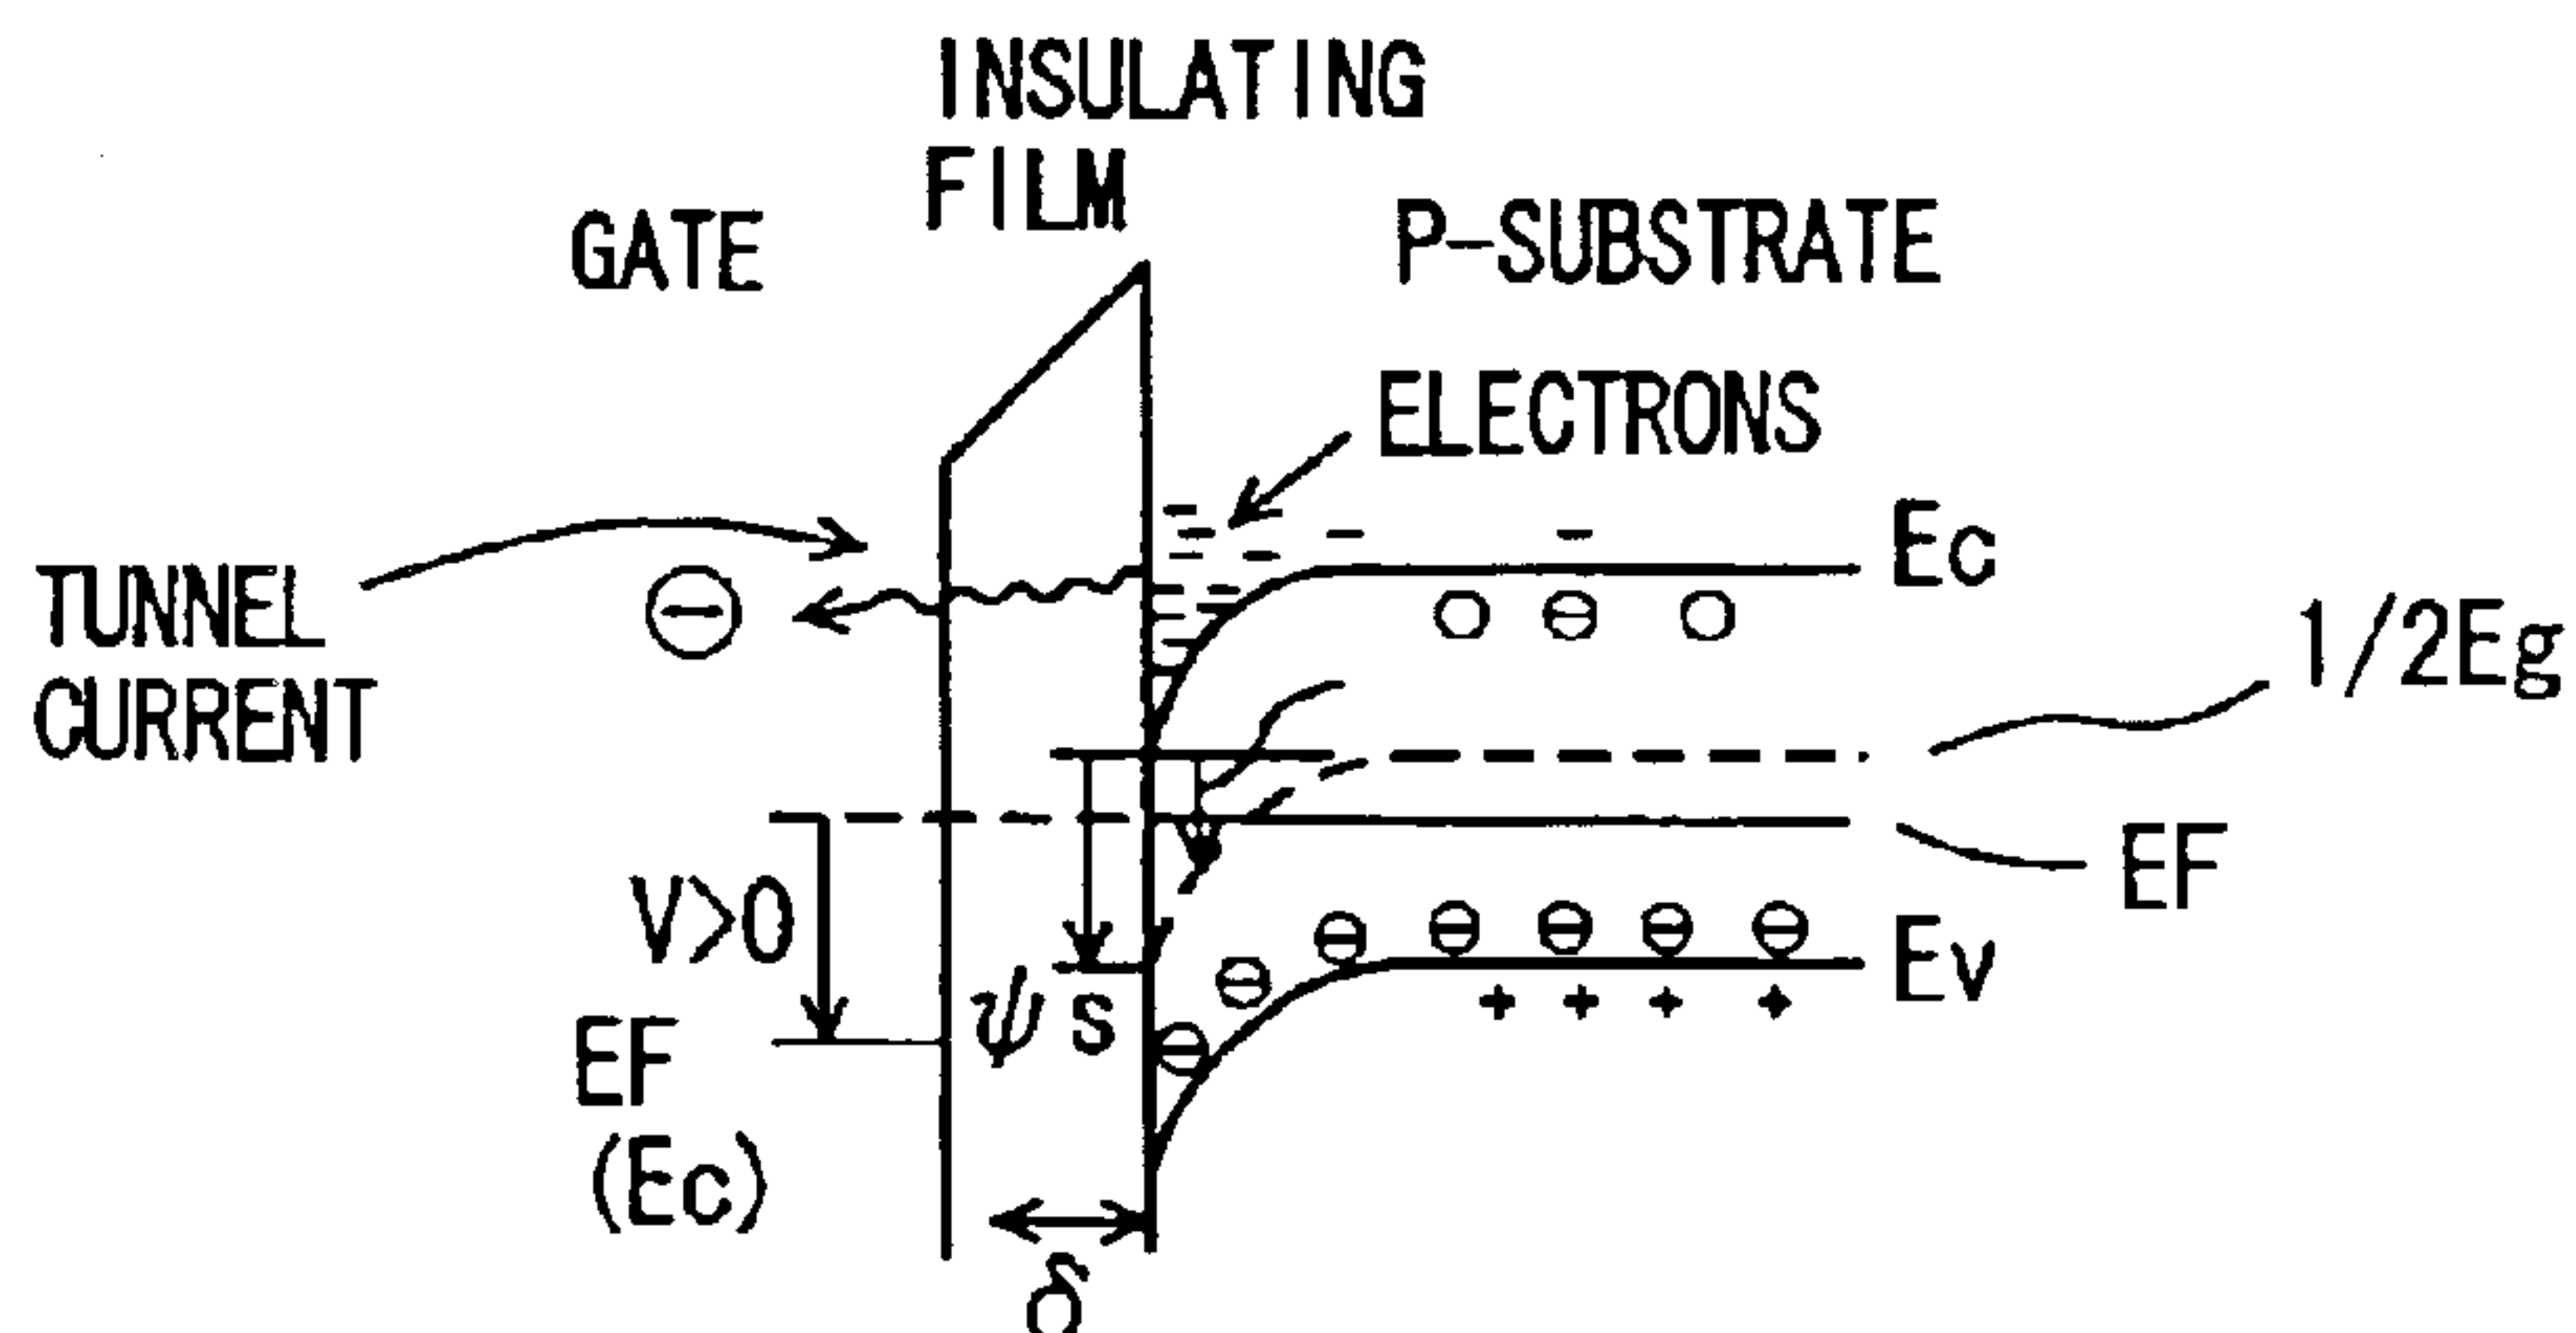 INSULATING
FILM
GATE
P-SUBSTRATE
ELECTRONS
Ec
TUNNEL
CURRENT
1/2Eg
EF
V>0
Ev
ψs
EF
(Ec)
δ